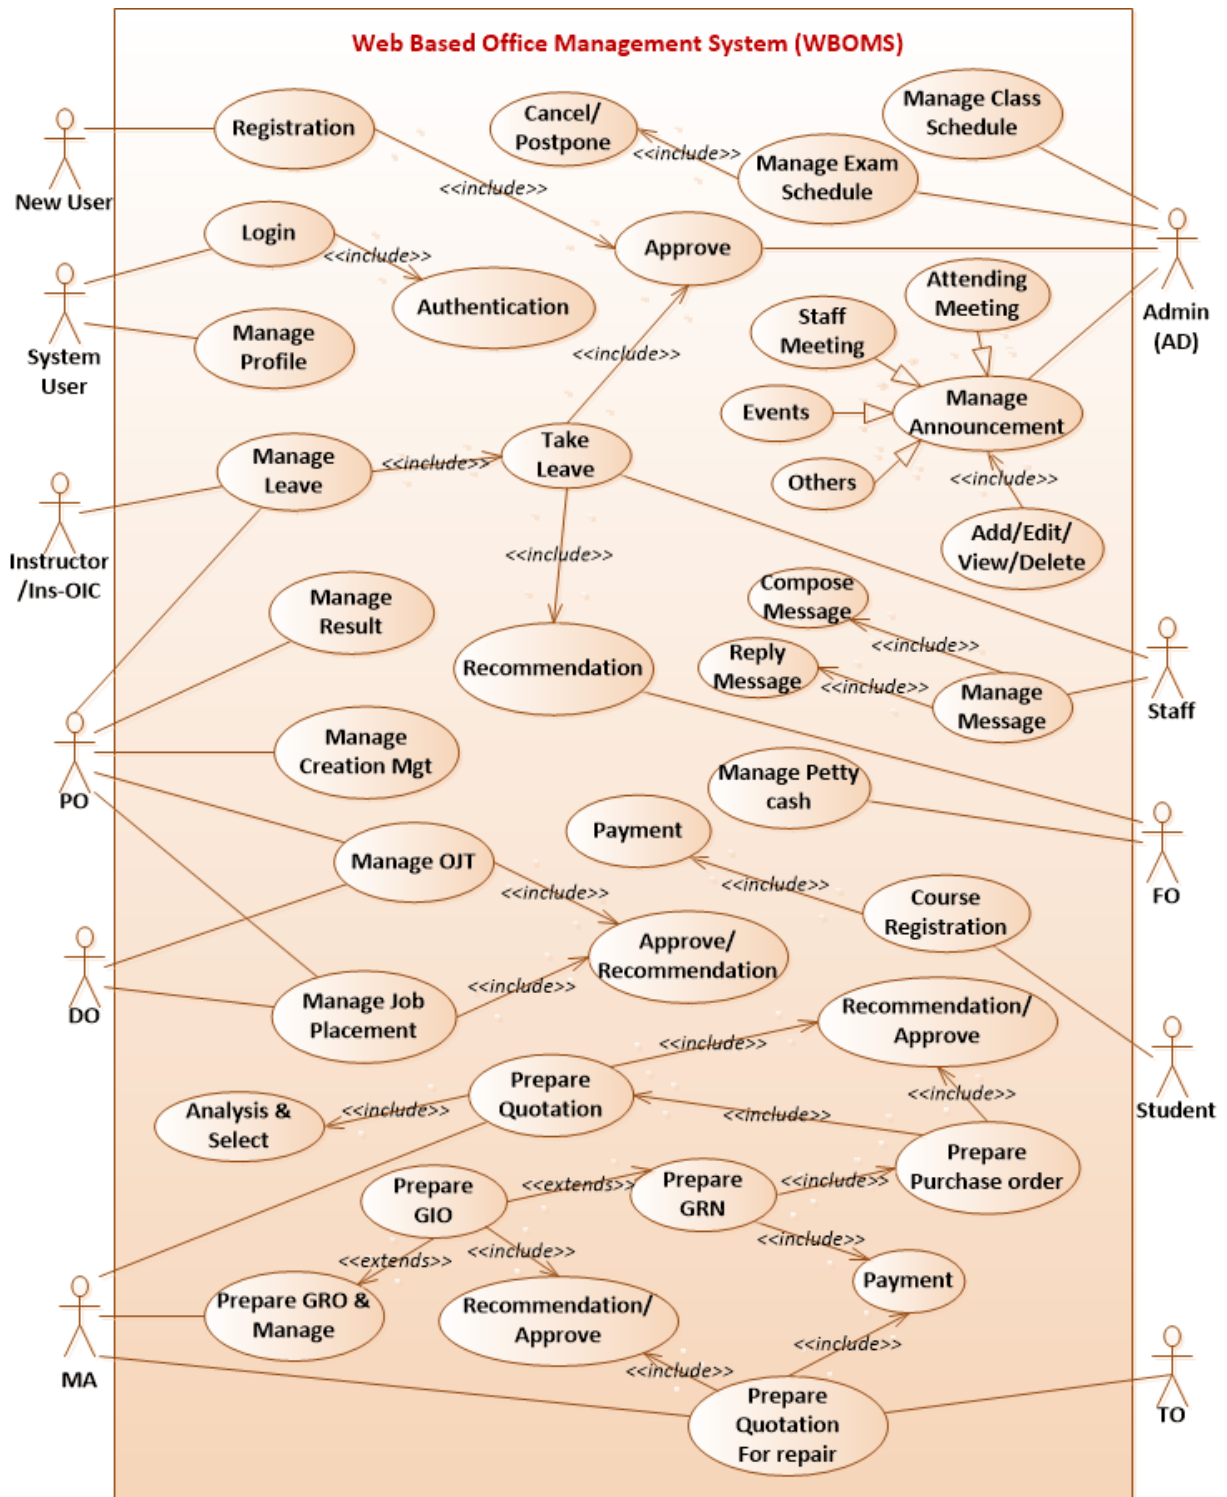 Web Based Office Management System (WBOMS)
New User
Registration
Cancel/
Postpone
Manage Class
Schedule
<<include>>
Manage Exam
Schedule
<<include>>
Login
<<include>>
Approve
Authentication
System
User
Manage
Profile
Admin
(AD)
Attending
Meeting
Staff
Meeting
<<include>>
Events
Manage
Announcement
Others
<<include>>
Add/Edit/
View/Delete
Instructor
/Ins-OIC
Manage
Leave
<<include>>
Take
Leave
<<include>>
Manage
Result
Recommendation
Compose
Message
<<include>>
Reply
Message
<<include>>
Manage
Message
Staff
PO
Manage
Creation Mgt
Manage Petty
cash
Payment
<<include>>
Course
Registration
FO
Manage OJT
<<include>>
Approve/
Recommendation
DO
Manage Job
Placement
<<include>>
Recommendation/
Approve
<<include>>
Prepare
Quotation
<<include>>
Analysis &
Select
<<include>>
<<include>>
Student
Prepare
Purchase order
Prepare
GIO
<<extends>>
Prepare
GRN
<<include>>
<<include>>
<<extends>>
<<include>>
Payment
MA
Prepare GRO &
Manage
Recommendation/
Approve
<<include>>
<<include>>
Prepare
Quotation
For repair
TO